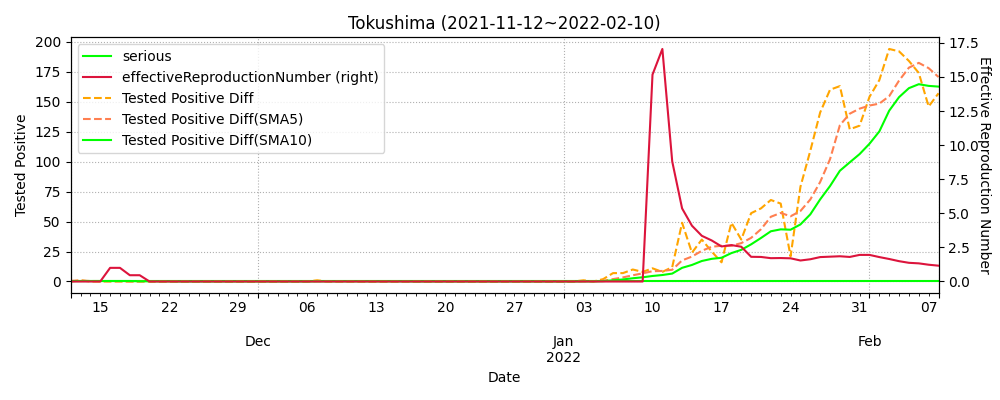 Tokushima (2021-11-12~2022-02-10)
serious
effectiveReproductionNumber (right)
Tested Positive Diff
Tested Positive Diff(SMA5)
Tested Positive Diff(SMA10)
Tested Positive
200
175
150
125
100
75
50
25
0
17.5
15.0
12.5
10.0
7.5
5.0
2.5
0.0
Effective Reproduction Number
15 22 29 06 13 20 27 03 10 17 24 31 07
Dec Jan Feb
2022
Date